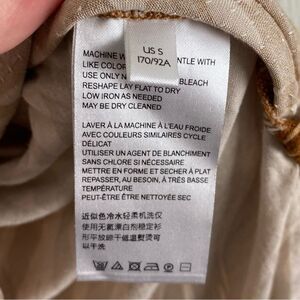 US S
170/92A
MACHINE W NTLE WITH
LIKE COLOR
USE ONLY N BLEACH
RESHAPE LAY FLAT TO DRY
LOW IRON AS NEEDED
MAY BE DRY CLEANED
LAVER À LA MACHINE À L'EAU FROIDE
AVEC COULEURS SIMILAIRES CYCLE
DÉLICAT
UTILISER UN AGENT DE BLANCHIMENT
SANS CHLORE SI NÉCESSAIRE
METTRE EN FORME ET SÉCHER À PLAT
REPASSER, AU BESOIN, À TRÈS BASSE
TEMPÉRATURE
PEUT-ÊTRE ÊTRE NETTOYÉE SEC
近似色冷水轻柔机洗仅
使用无氯漂白剂稳定衫
形平放晾干低温熨烫可
以干洗